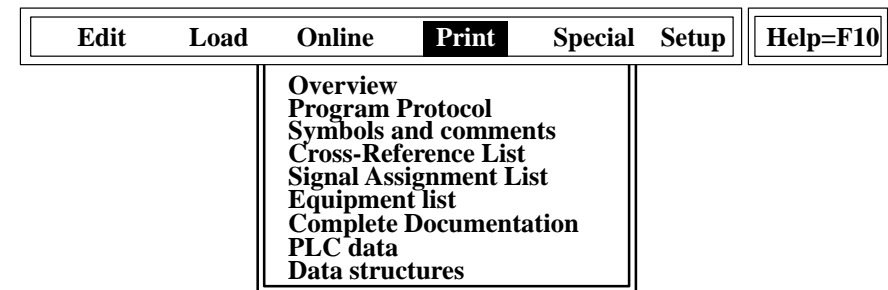 Edit Load Online Print Special Setup Help=F10
Overview
Program Protocol
Symbols and comments
Cross-Reference List
Signal Assignment List
Equipment list
Complete Documentation
PLC data
Data structures